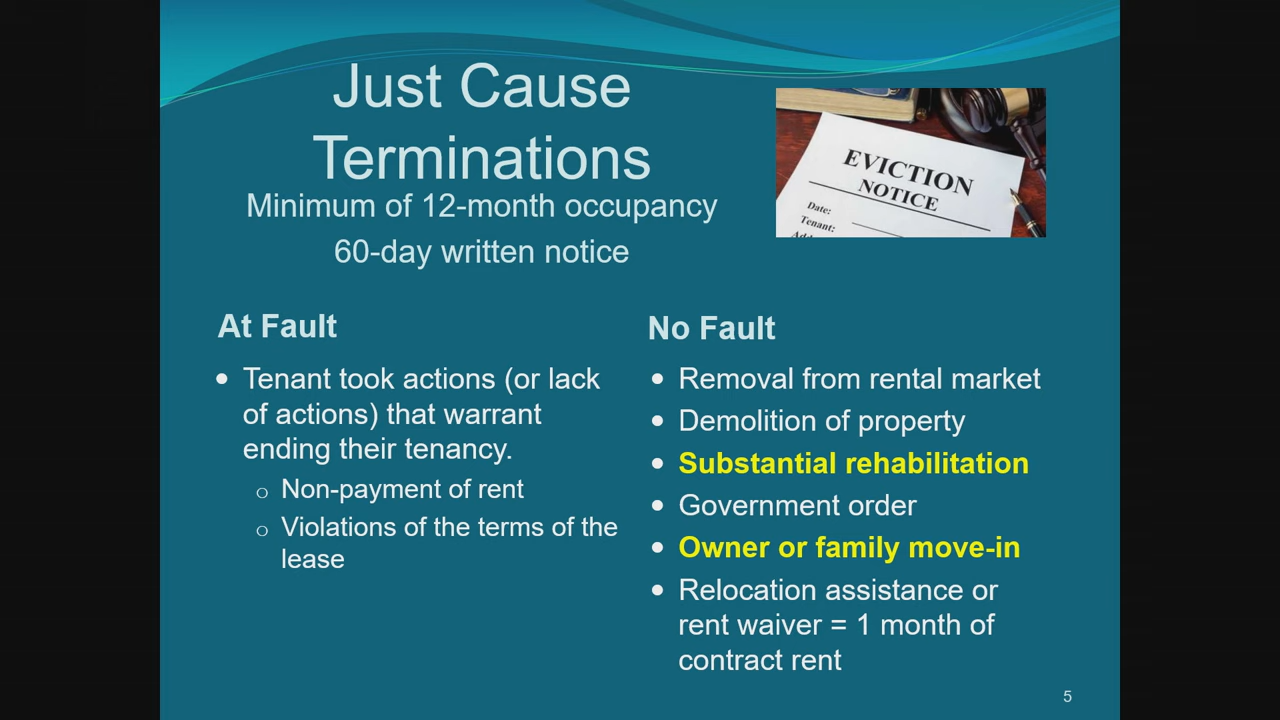 Just Cause
Terminations
Minimum of 12-month occupancy
60-day written notice
EVICTION
NOTICE
Date:
Tenant:
At Fault
• Tenant took actions (or lack
of actions) that warrant
ending their tenancy.
o Non-payment of rent
o Violations of the terms of the
lease
No Fault
• Removal from rental market
• Demolition of property
• Substantial rehabilitation
• Government order
• Owner or family move-in
• Relocation assistance or
rent waiver = 1 month of
contract rent
5